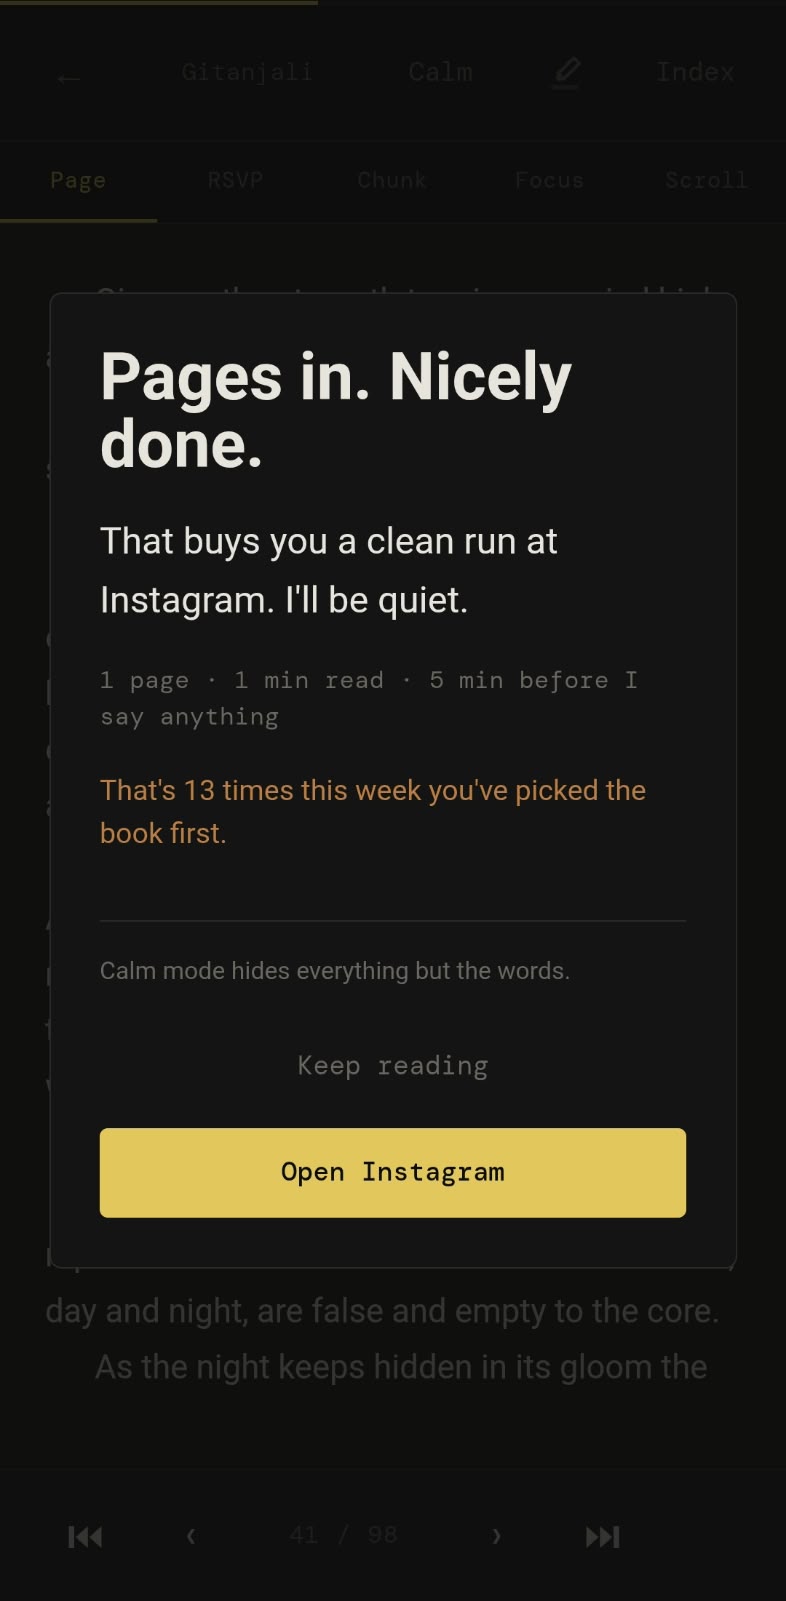 ← Gitanjali Calm Index
Page RSVP Chunk Focus Scroll
Pages in. Nicely
done.
That buys you a clean run at
Instagram. I'll be quiet.
1 page · 1 min read · 5 min before I
say anything
That's 13 times this week you've picked the
book first.
Calm mode hides everything but the words.
Keep reading
Open Instagram
day and night, are false and empty to the core.
As the night keeps hidden in its gloom the
‹ 41 / 98 ›